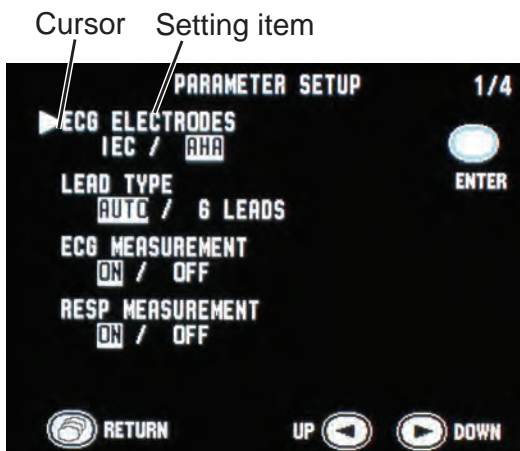 Cursor Setting item
PARAMETER SETUP 1/4
ECG ELECTRODES
IEC / AHA
ENTER
LEAD TYPE
AUTO / 6 LEADS
ECG MEASUREMENT
ON / OFF
RESP MEASUREMENT
ON / OFF
RETURN UP DOWN